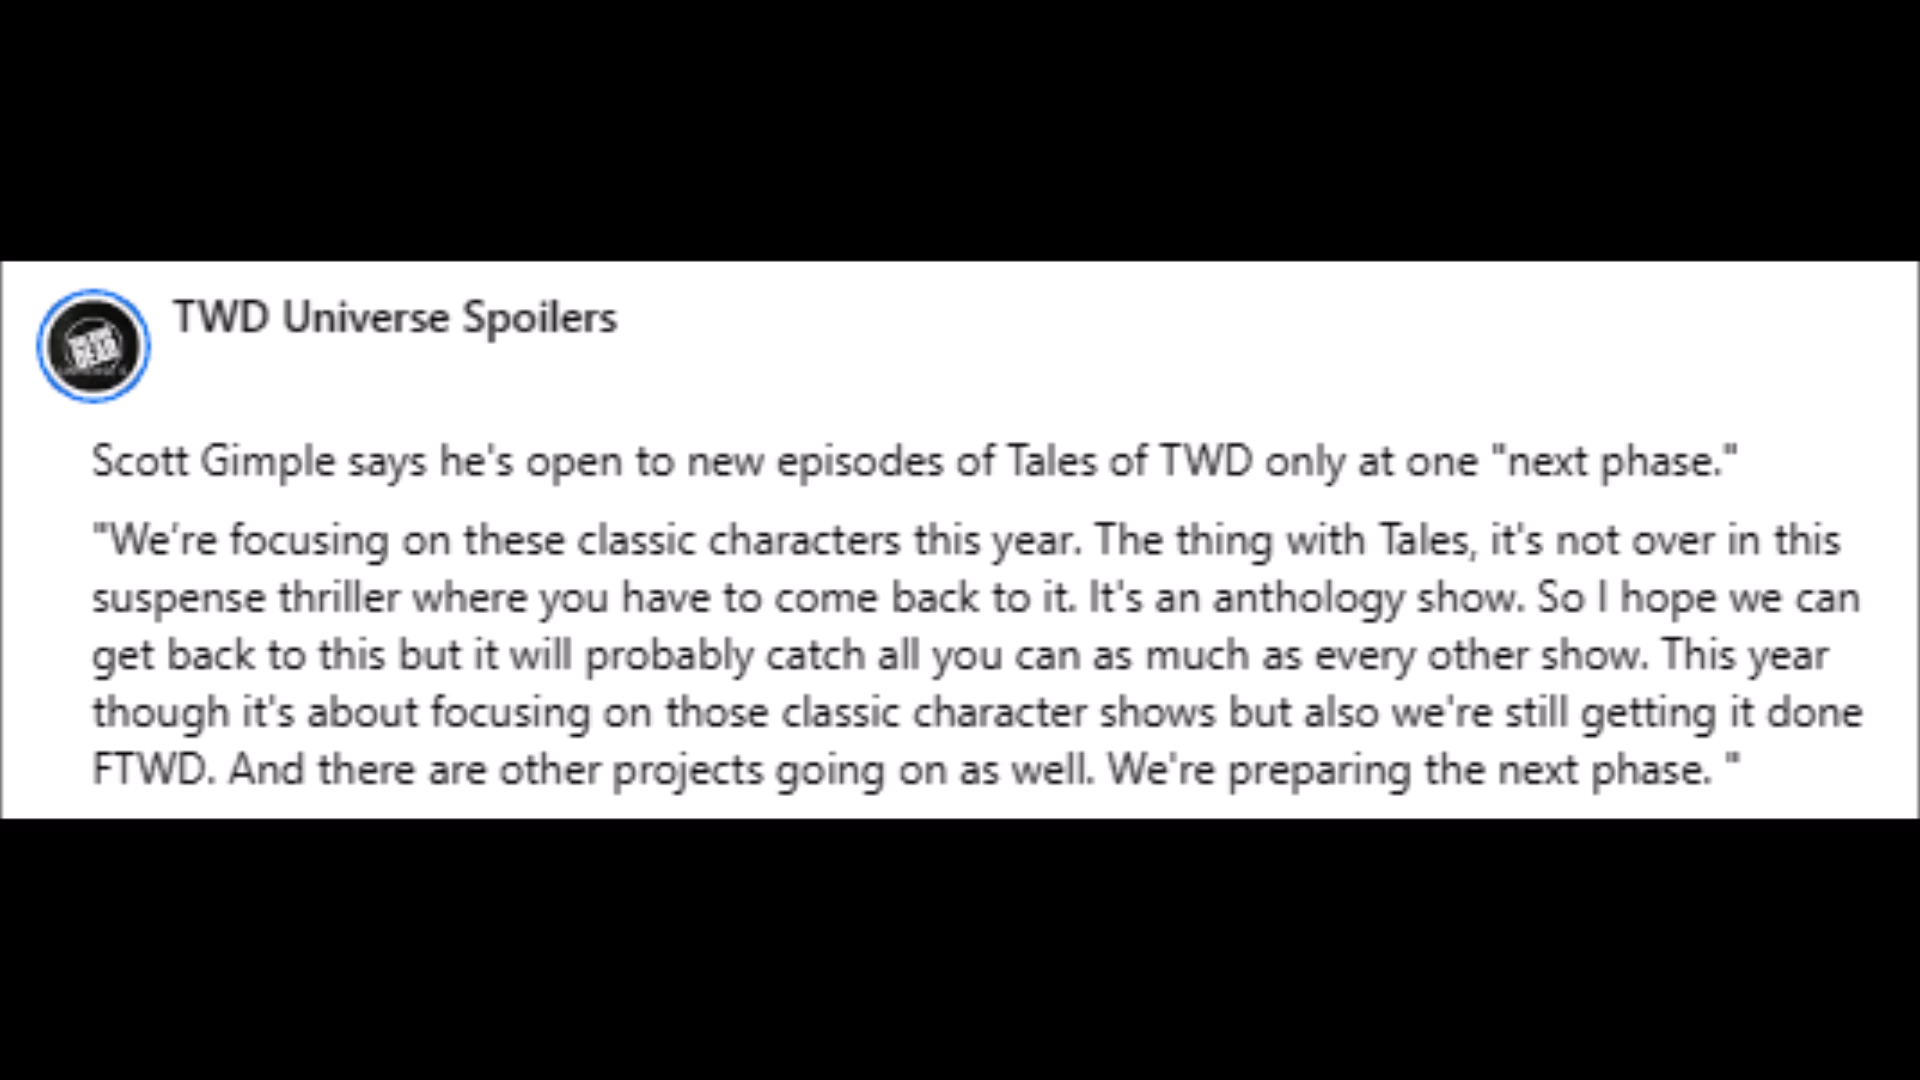 TWD Universe Spoilers
Scott Gimple says he's open to new episodes of Tales of TWD only at one "next phase."
"We’re focusing on these classic characters this year. The thing with Tales, it's not over in this
suspense thriller where you have to come back to it. It's an anthology show. So I hope we can
get back to this but it will probably catch all you can as much as every other show. This year
though it's about focusing on those classic character shows but also we're still getting it done
FTWD. And there are other projects going on as well. We're preparing the next phase. "